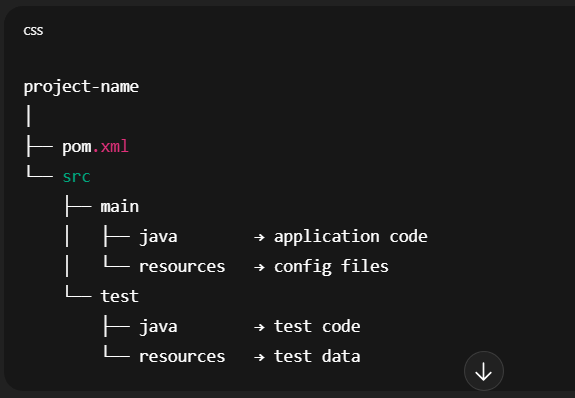 css
project-name
│
├── pom.xml
└── src
    ├── main
    │   ├── java        → application code
    │   └── resources   → config files
    └── test
        ├── java        → test code
        └── resources   → test data